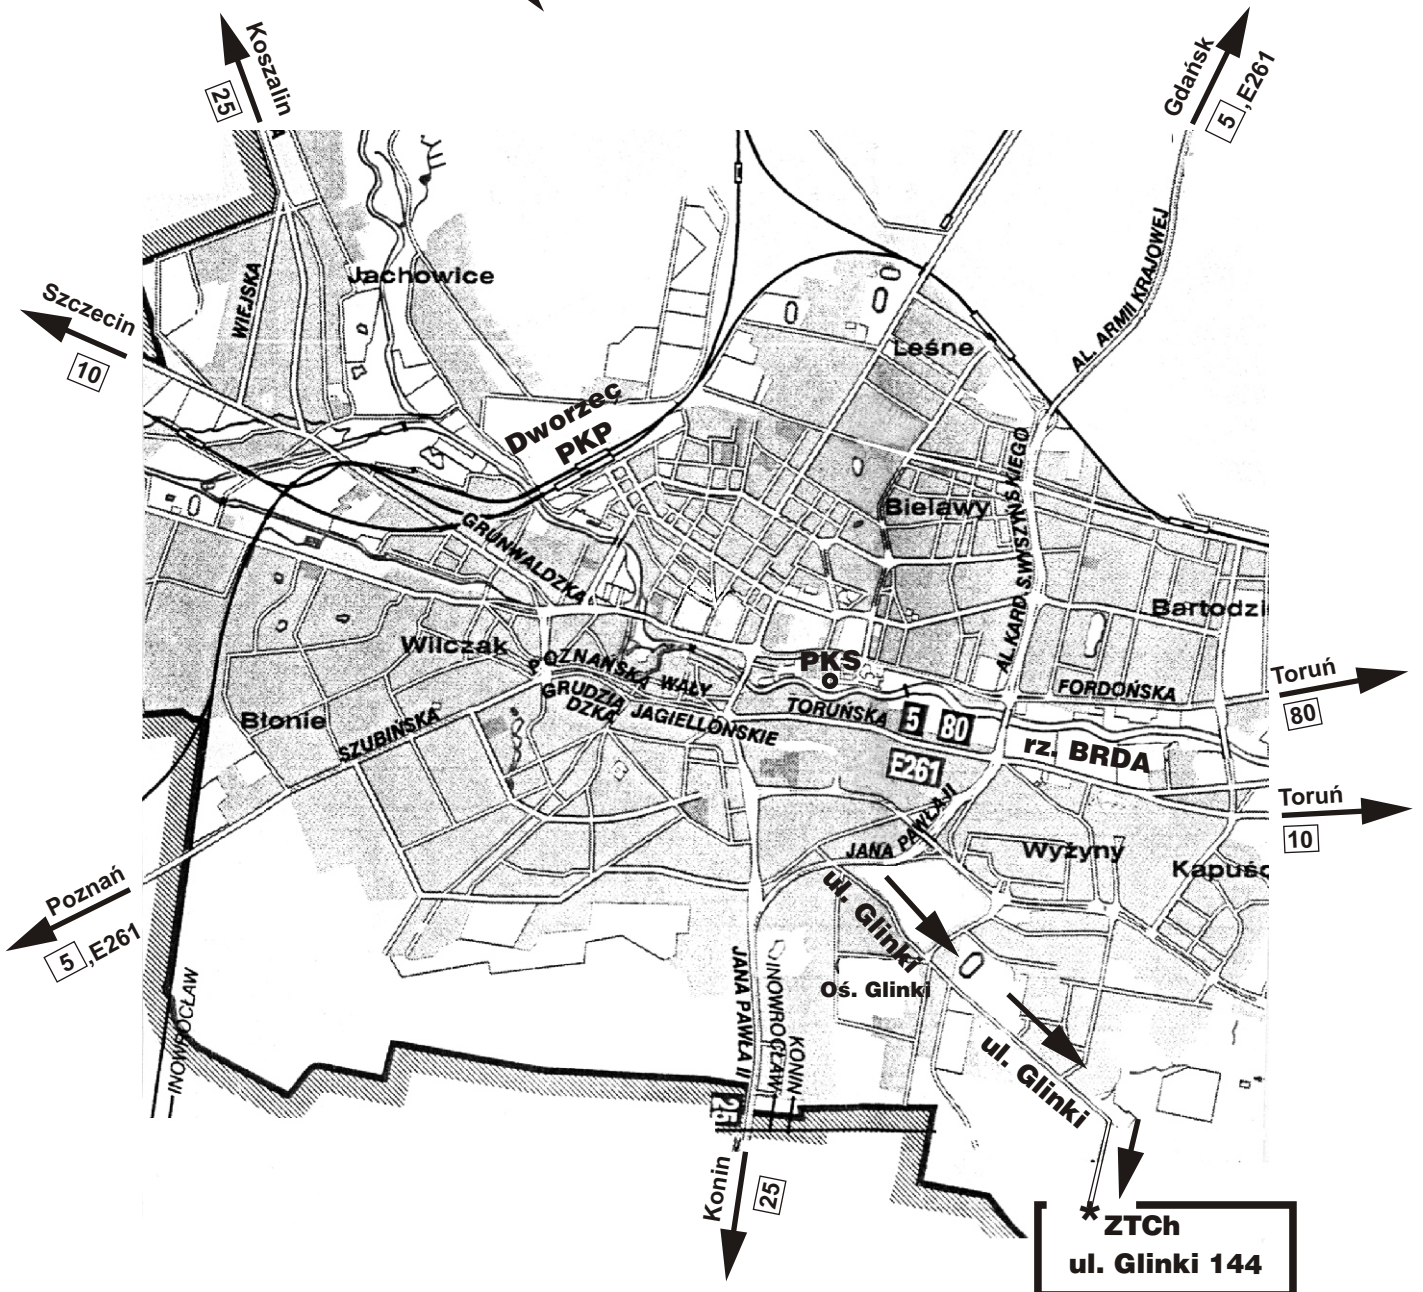 Koszalin
25
Gdańsk
5 ,E261
AL. ARMII KRAJOWEJ
WIEJSKA
Jachowice
Szczecin
10
Leśne
Dworzec
PKP
AL.KARD.S.WYSZYŃSKIEGO
Bielawy
GRUNWALDZKA
Bartodzi
Wilczak
POZNAŃSKA
WAŁY
PKS
Toruń
80
FORDOŃSKA
GRUDZIĄ
DZKA
JAGIELLOŃSKIE
TORUŃSKA
5 80
E261
Błonie
SZUBIŃSKA
rz. BRDA
Toruń
10
JANA PAWŁA II
Wyżyny
Kapuśc
Poznań
5 ,E261
ul. Glinki
Oś. Glinki
INOWROCŁAW
JANA PAWŁA II
INOWROCŁAW
KONIN
ul. Glinki
25
Konin
25
* ZTCh
ul. Glinki 144